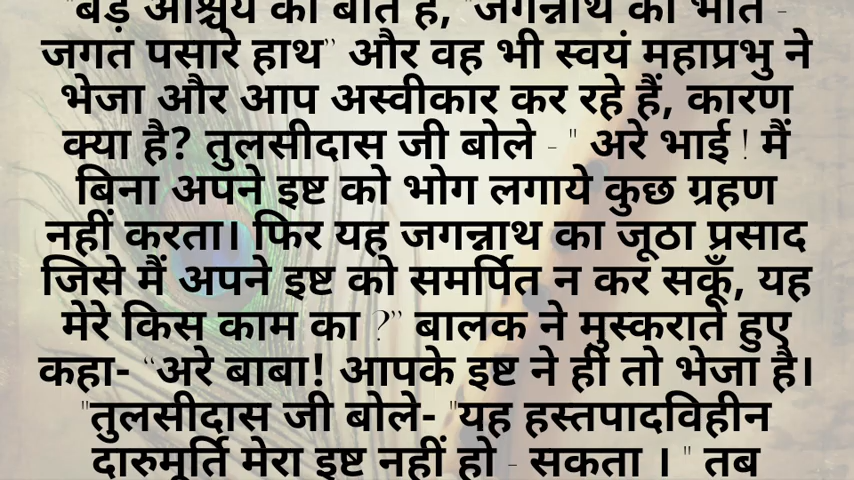 "बड़े आश्चर्य की बात है, "जगन्नाथ का भात -
जगत पसारे हाथ” और वह भी स्वयं महाप्रभु ने
भेजा और आप अस्वीकार कर रहे हैं, कारण
क्या है? तुलसीदास जी बोले - " अरे भाई ! मैं
बिना अपने इष्ट को भोग लगाये कुछ ग्रहण
नहीं करता। फिर यह जगन्नाथ का जूठा प्रसाद
जिसे मैं अपने इष्ट को समर्पित न कर सकूँ, यह
मेरे किस काम का ?” बालक ने मुस्कराते हुए
कहा- “अरे बाबा! आपके इष्ट ने ही तो भेजा है।
"तुलसीदास जी बोले- "यह हस्तपादविहीन
दारुमूर्ति मेरा इष्ट नहीं हो - सकता । " तब